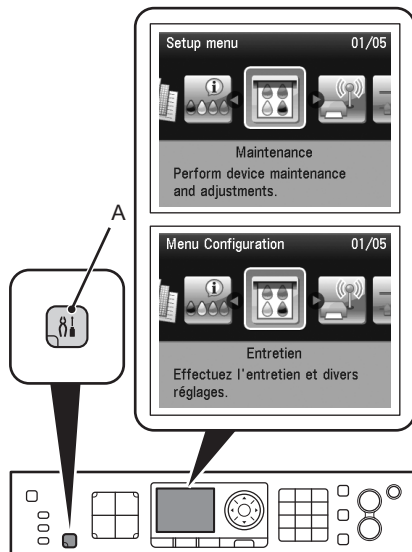 Setup menu 01/05
Maintenance
Perform device maintenance
and adjustments.
A
Menu Configuration 01/05
Entretien
Effectuez l'entretien et divers
réglages.